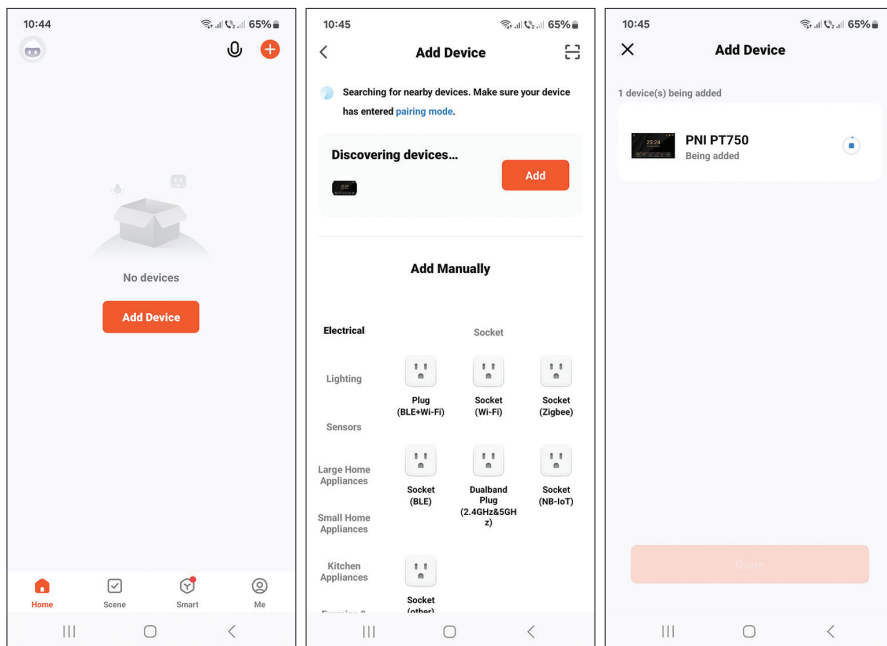 10:44
65%
No devices
Add Device
Home
Scene
Smart
Me
10:45
65%
Add Device
Searching for nearby devices. Make sure your device
has entered pairing mode.
Discovering devices...
Add
Add Manually
Electrical
Socket
Lighting
Plug
(BLE+Wi-Fi)
Socket
(Wi-Fi)
Socket
(Zigbee)
Sensors
Large Home
Appliances
Socket
(BLE)
Dualband
Plug
(2.4GHz&5GH
z)
Socket
(NB-IoT)
Small Home
Appliances
Kitchen
Appliances
Socket
(other)
10:45
65%
Add Device
1 device(s) being added
23:24
PNI PT750
Being added
Done